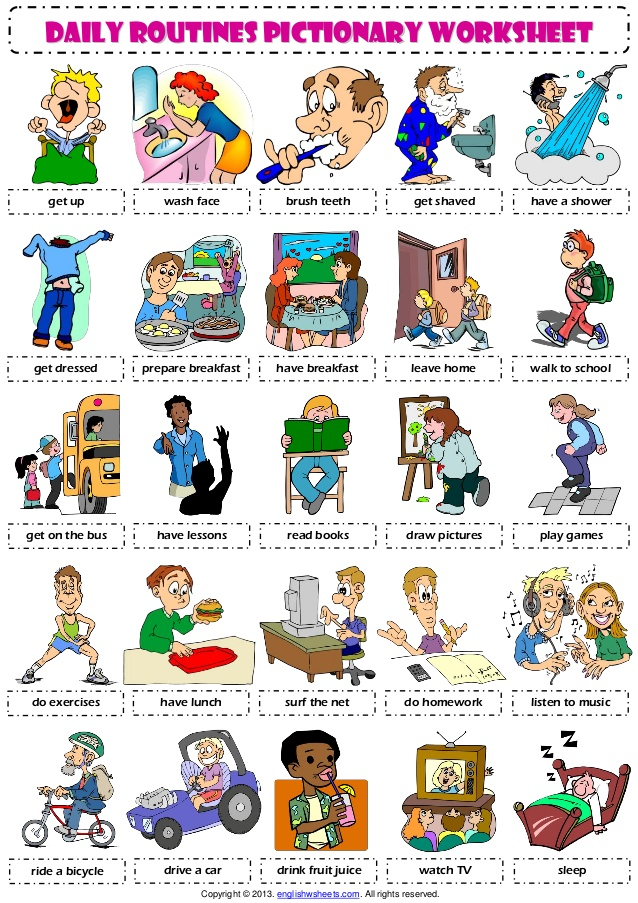 DAILY ROUTINES PICTIONARY WORKSHEET
get up
wash face
brush teeth
get shaved
have a shower
get dressed
prepare breakfast
have breakfast
leave home
walk to school
get on the bus
have lessons
read books
draw pictures
play games
do exercises
have lunch
surf the net
do homework
listen to music
ride a bicycle
drive a car
drink fruit juice
watch TV
z z z
sleep
Copyright © 2013. englishwsheets.com. All rights reserved.